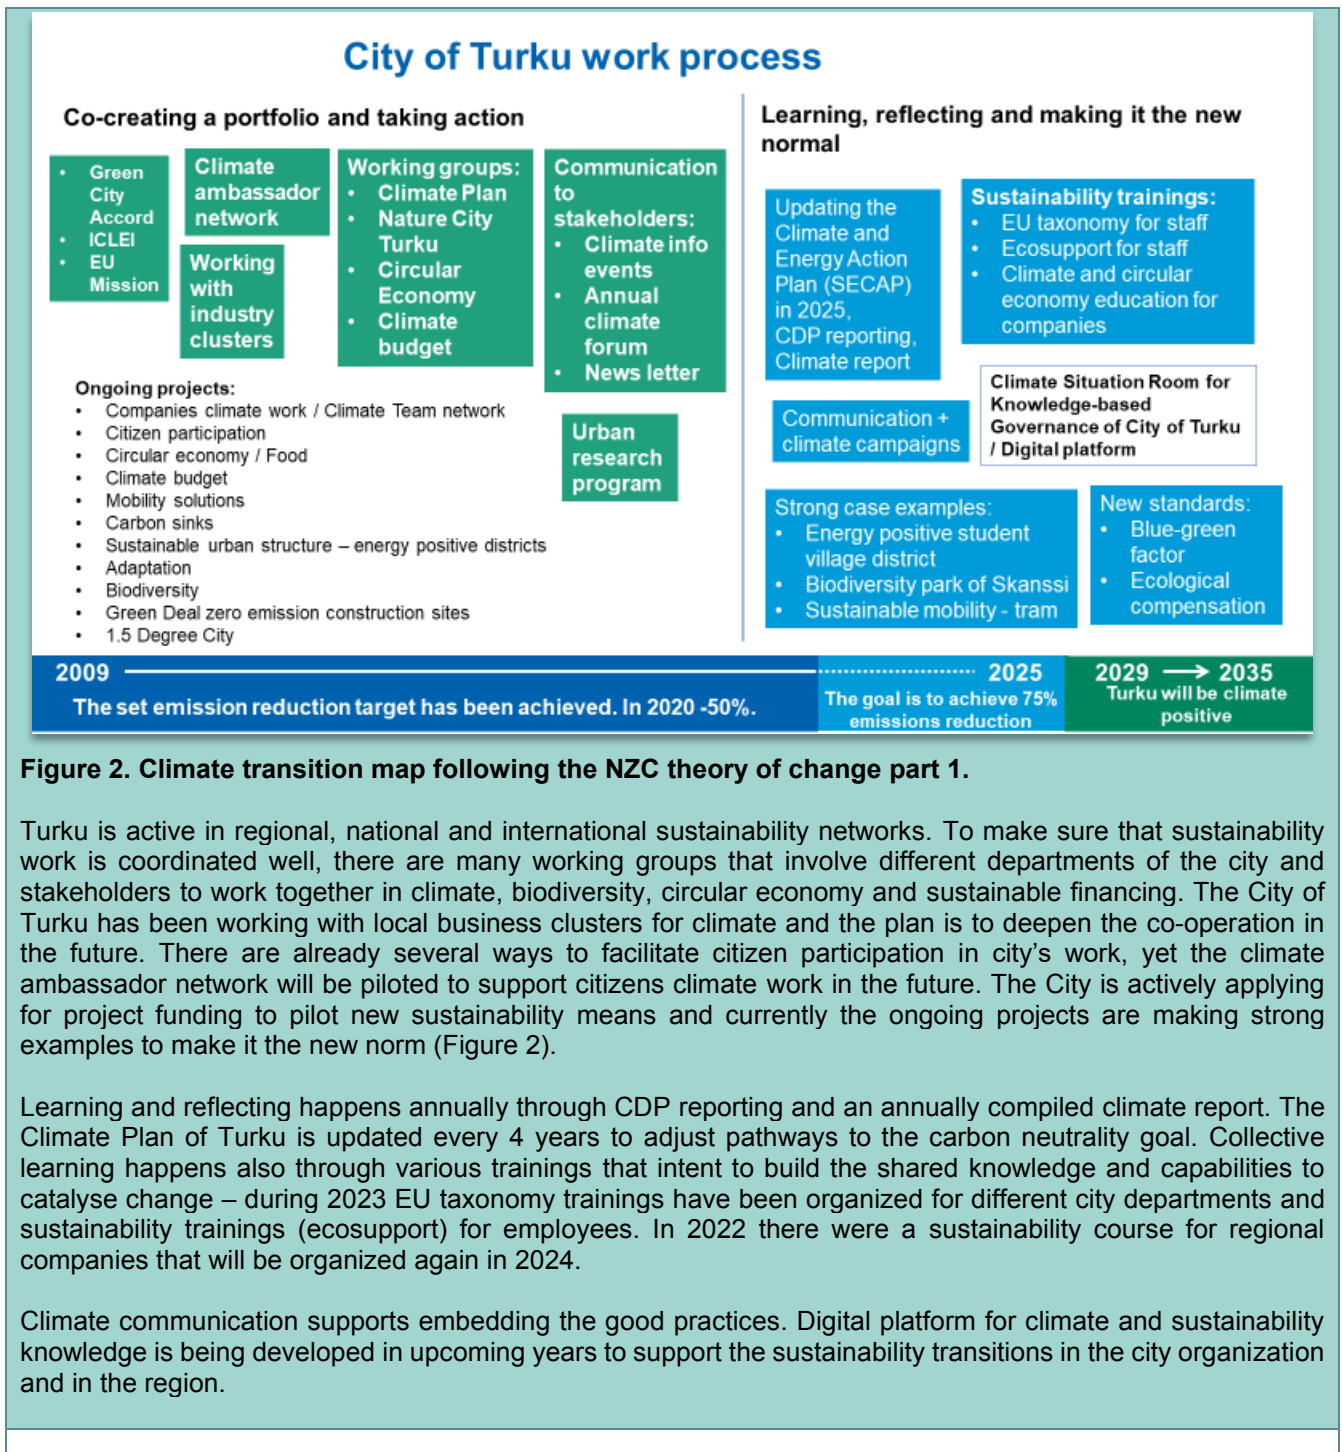 City of Turku work process
Co-creating a portfolio and taking action
• Green
City
Accord
• ICLEI
• EU
Mission
Climate
ambassador
network
Working
with
industry
clusters
Working groups:
• Climate Plan
• Nature City
Turku
• Circular
Economy
• Climate
budget
Communication
to
stakeholders:
• Climate info
events
• Annual
climate
forum
• News letter
Ongoing projects:
• Companies climate work / Climate Team network
• Citizen participation
• Circular economy / Food
• Climate budget
• Mobility solutions
• Carbon sinks
• Sustainable urban structure – energy positive districts
• Adaptation
• Biodiversity
• Green Deal zero emission construction sites
• 1.5 Degree City
Urban
research
program
Learning, reflecting and making it the new
normal
Updating the
Climate and
Energy Action
Plan (SECAP)
in 2025,
CDP reporting,
Climate report
Sustainability trainings:
• EU taxonomy for staff
• Ecosupport for staff
• Climate and circular
economy education for
companies
Communication +
climate campaigns
Climate Situation Room for
Knowledge-based
Governance of City of Turku
/ Digital platform
Strong case examples:
• Energy positive student
village district
• Biodiversity park of Skanssi
• Sustainable mobility - tram
New standards:
• Blue-green
factor
• Ecological
compensation
2009
The set emission reduction target has been achieved. In 2020 -50%.
2025
The goal is to achieve 75%
emissions reduction
2029 → 2035
Turku will be climate
positive
Figure 2. Climate transition map following the NZC theory of change part 1.
Turku is active in regional, national and international sustainability networks. To make sure that sustainability
work is coordinated well, there are many working groups that involve different departments of the city and
stakeholders to work together in climate, biodiversity, circular economy and sustainable financing. The City of
Turku has been working with local business clusters for climate and the plan is to deepen the co-operation in
the future. There are already several ways to facilitate citizen participation in city’s work, yet the climate
ambassador network will be piloted to support citizens climate work in the future. The City is actively applying
for project funding to pilot new sustainability means and currently the ongoing projects are making strong
examples to make it the new norm (Figure 2).
Learning and reflecting happens annually through CDP reporting and an annually compiled climate report. The
Climate Plan of Turku is updated every 4 years to adjust pathways to the carbon neutrality goal. Collective
learning happens also through various trainings that intent to build the shared knowledge and capabilities to
catalyse change – during 2023 EU taxonomy trainings have been organized for different city departments and
sustainability trainings (ecosupport) for employees. In 2022 there were a sustainability course for regional
companies that will be organized again in 2024.
Climate communication supports embedding the good practices. Digital platform for climate and sustainability
knowledge is being developed in upcoming years to support the sustainability transitions in the city organization
and in the region.